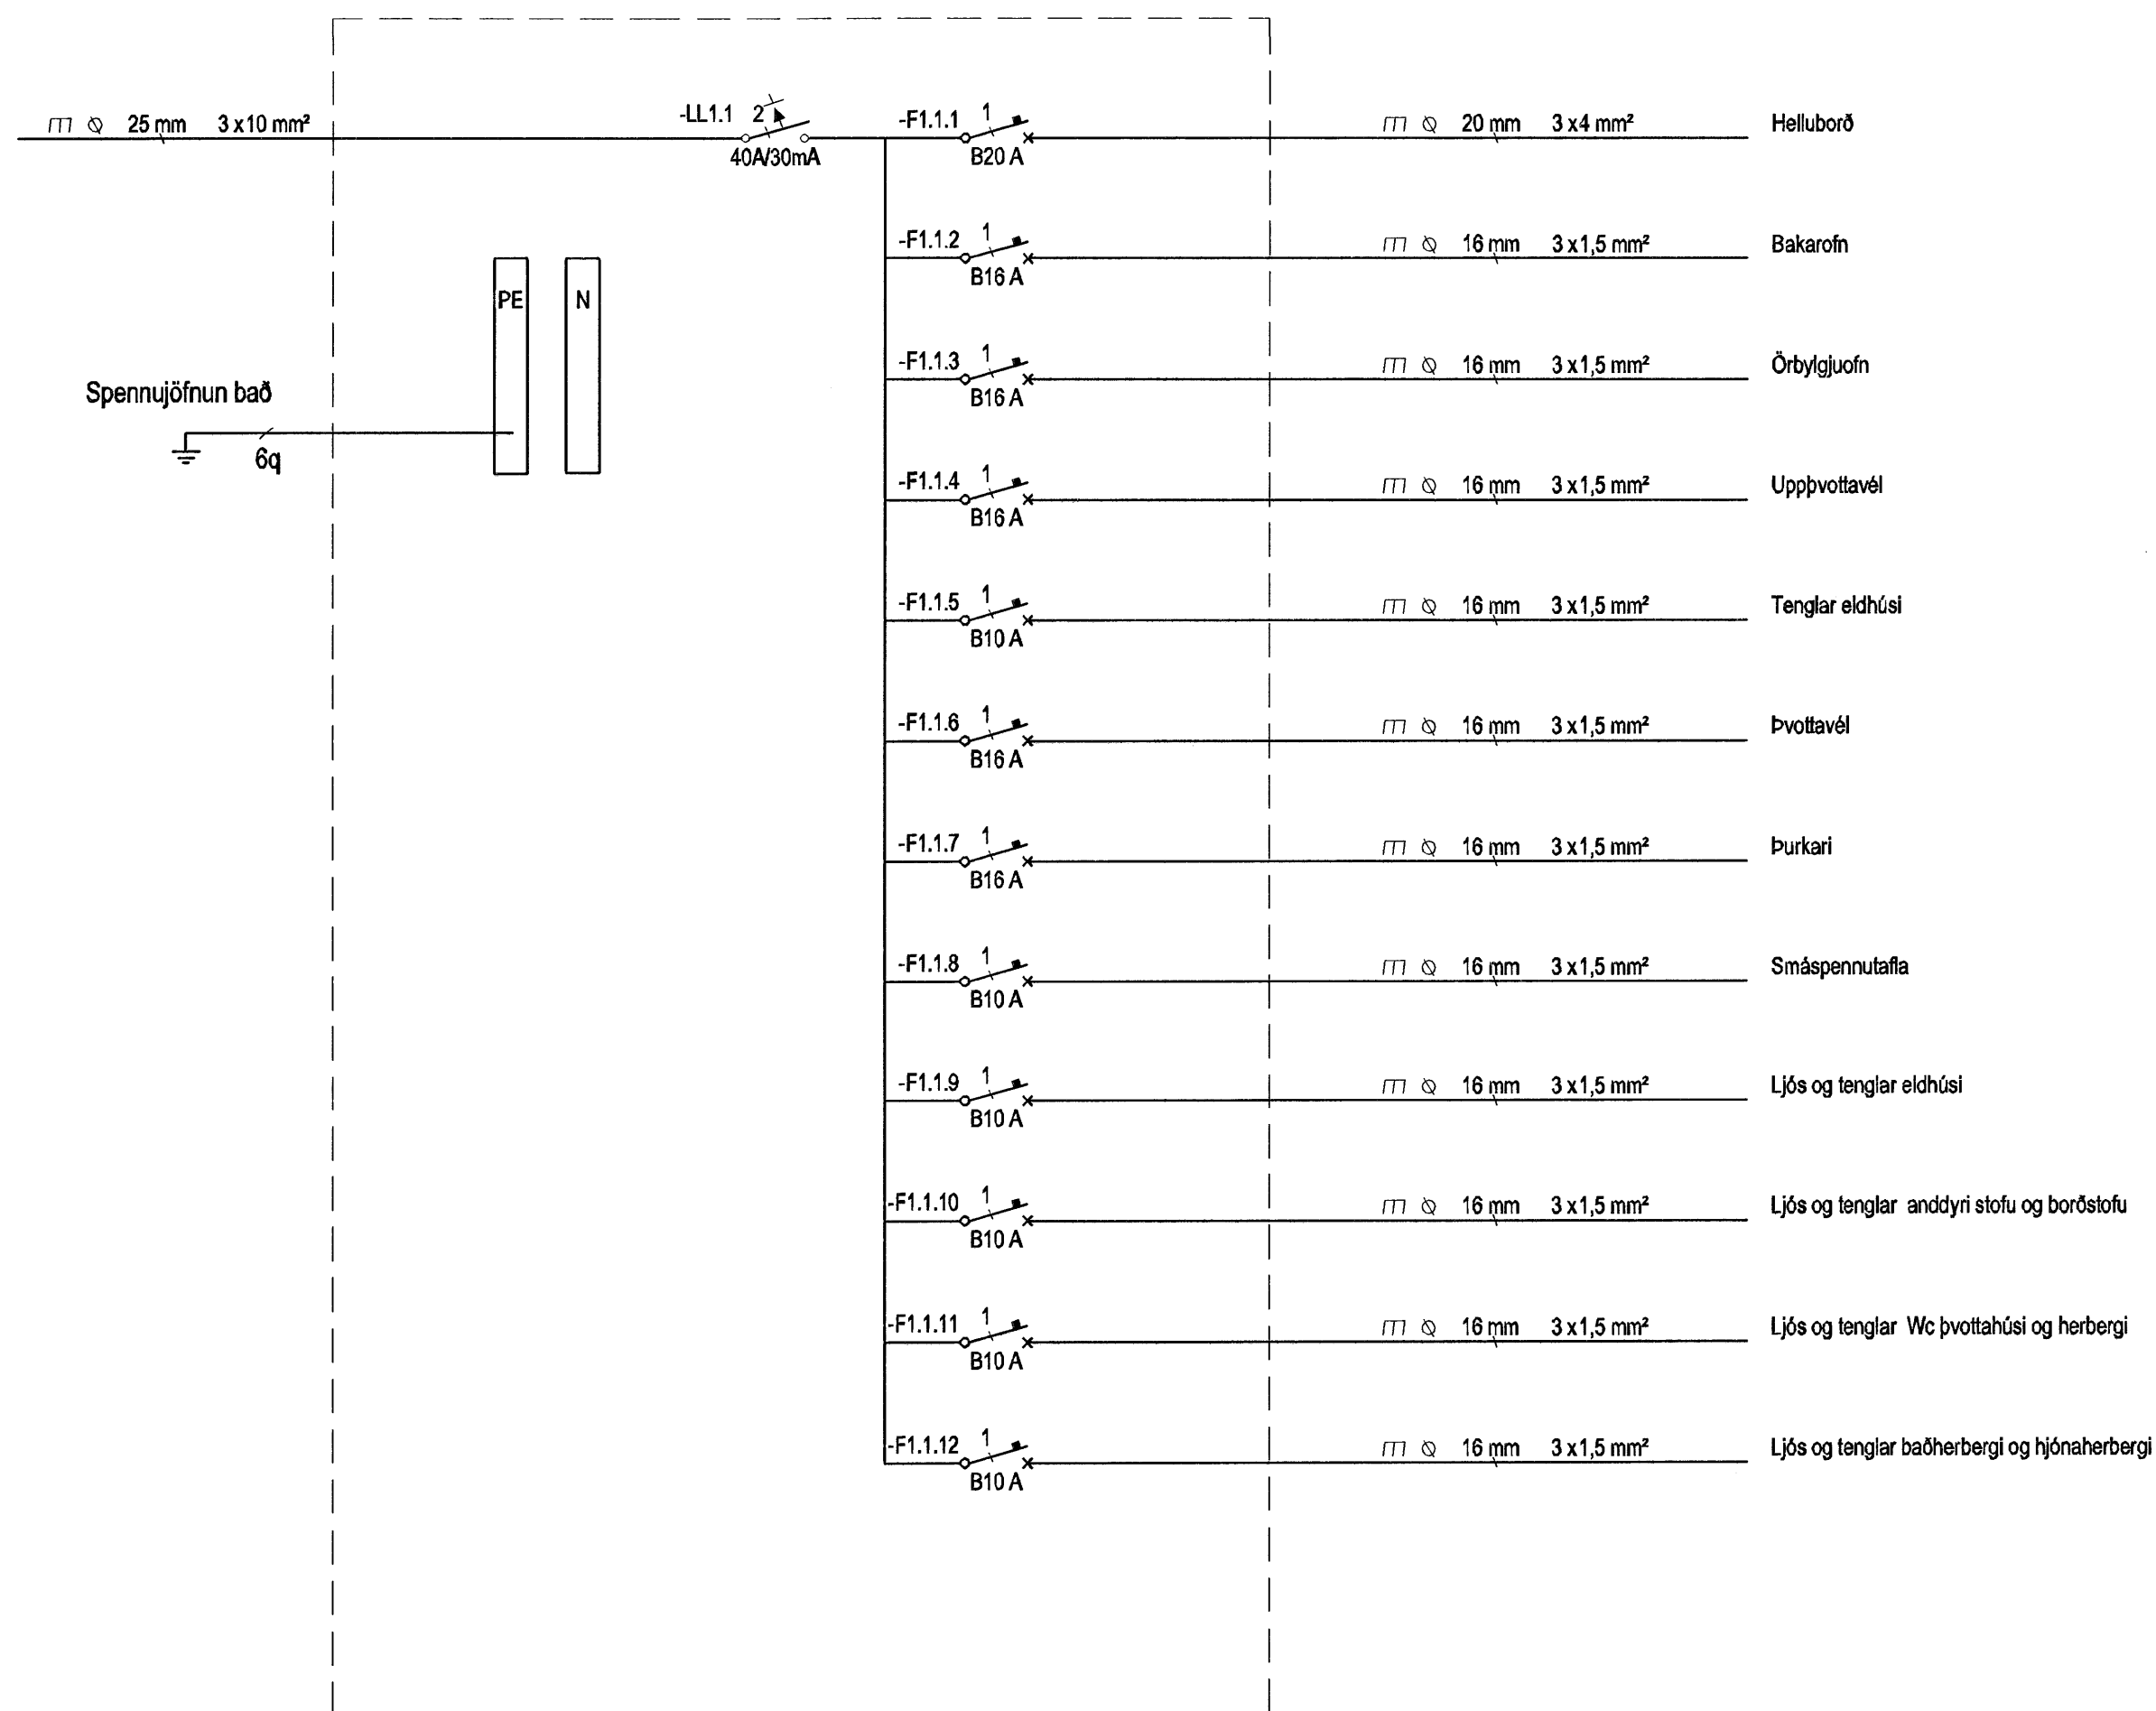 25 mm 3 x 10 mm² -LL1.1 2 40A/30mA
-F1.1.1 1 B20 A 20 mm 3 x 4 mm² Helluborð
-F1.1.2 1 B16 A 16 mm 3 x 1,5 mm² Bakarofn
PE N
-F1.1.3 1 B16 A 16 mm 3 x 1,5 mm² Örbylgjuofn
Spennujöfnun bað
6q
-F1.1.4 1 B16 A 16 mm 3 x 1,5 mm² Uppþvottavél
-F1.1.5 1 B10 A 16 mm 3 x 1,5 mm² Tenglar eldhúsi
-F1.1.6 1 B16 A 16 mm 3 x 1,5 mm² Þvottavél
-F1.1.7 1 B16 A 16 mm 3 x 1,5 mm² Þurkari
-F1.1.8 1 B10 A 16 mm 3 x 1,5 mm² Smáspennutafla
-F1.1.9 1 B10 A 16 mm 3 x 1,5 mm² Ljós og tenglar eldhúsi
-F1.1.10 1 B10 A 16 mm 3 x 1,5 mm² Ljós og tenglar anddyri stofu og borðstofu
-F1.1.11 1 B10 A 16 mm 3 x 1,5 mm² Ljós og tenglar Wc þvottahúsi og herbergi
-F1.1.12 1 B10 A 16 mm 3 x 1,5 mm² Ljós og tenglar baðherbergi og hjónaherbergi